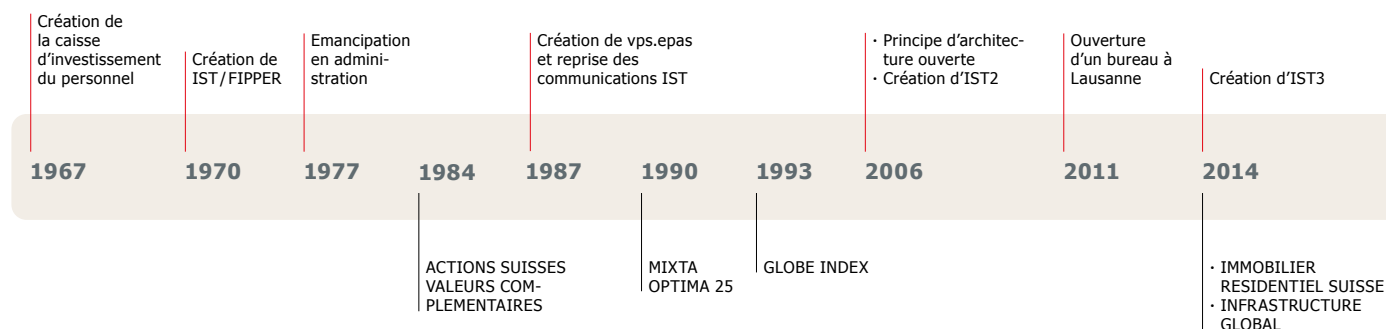 Création de
la caisse
d'investissement
du personnel
Création de
IST/FIPPER
Emancipation
en admini-
stration
Création de vps.epas
et reprise des
communications IST
· Principe d'architec-
ture ouverte
· Création d'IST2
Ouverture
d'un bureau à
Lausanne
Création d'IST3
1967
1970
1977
1984
1987
1990
1993
2006
2011
2014
ACTIONS SUISSES
VALEURS COM-
PLEMENTAIRES
MIXTA
OPTIMA 25
GLOBE INDEX
· IMMOBILIER
RESIDENTIEL SUISSE
· INFRASTRUCTURE
GLOBAL